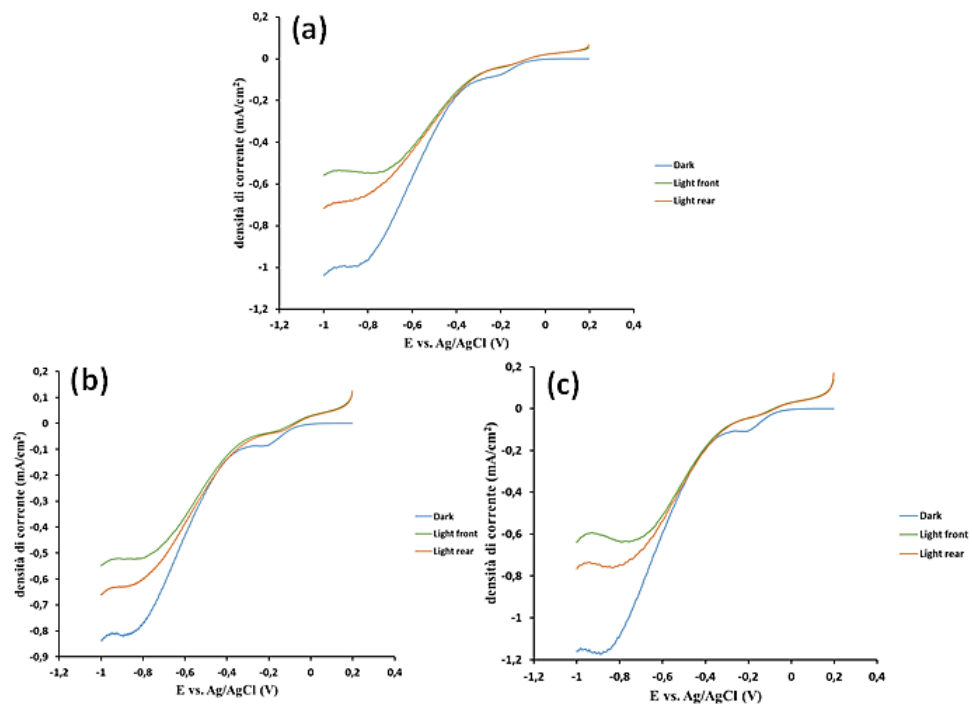 (a)
0,2
0
-0,2
-0,4
-0,6
-0,8
-1
-1,2
densità di corrente (mA/cm²)
-1,2 -1 -0,8 -0,6 -0,4 -0,2 0 0,2 0,4
E vs. Ag/AgCl (V)
Dark
Light front
Light rear
(b)
0,2
0,1
0
-0,1
-0,2
-0,3
-0,4
-0,5
-0,6
-0,7
-0,8
-0,9
densità di corrente (mA/cm²)
-1,2 -1 -0,8 -0,6 -0,4 -0,2 0 0,2 0,4
E vs. Ag/AgCl (V)
Dark
Light front
Light rear
(c)
0,2
0
-0,2
-0,4
-0,6
-0,8
-1
-1,2
densità di corrente (mA/cm²)
-1,2 -1 -0,8 -0,6 -0,4 -0,2 0 0,2 0,4
E vs. Ag/AgCl (V)
Dark
Light front
Light rear